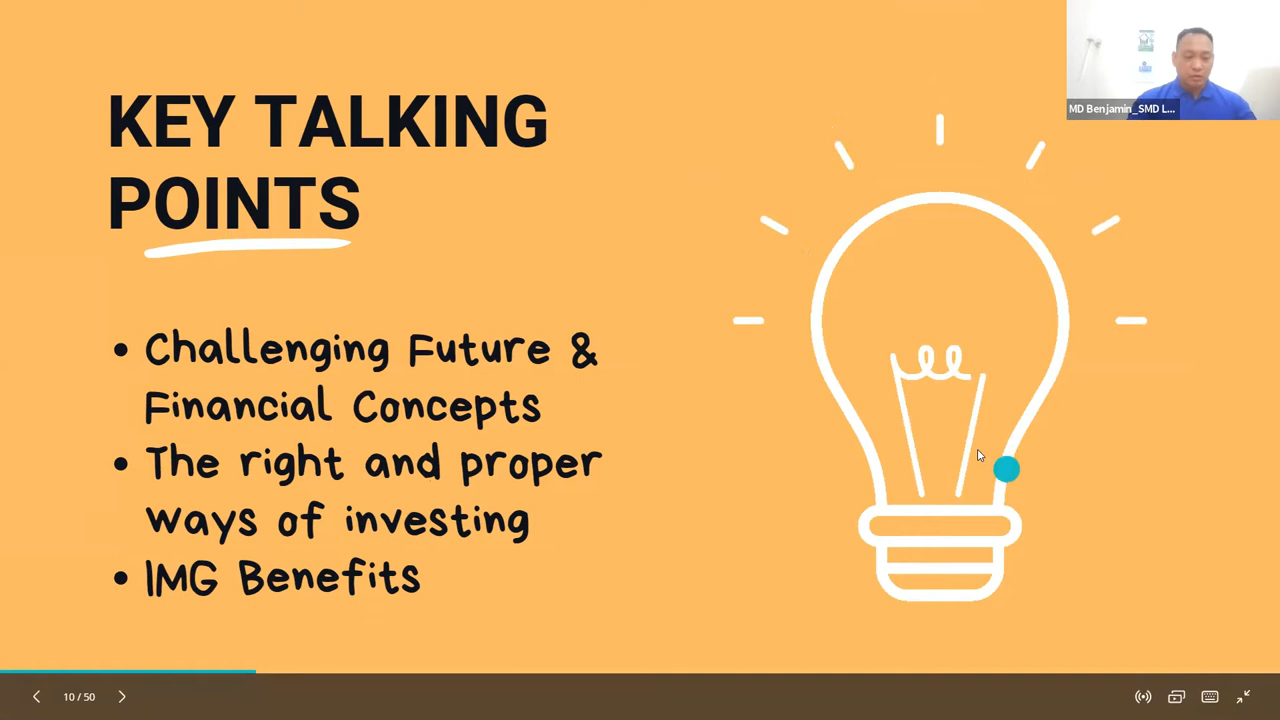 MD Benjamin_SMD L...
KEY TALKING
POINTS
• Challenging Future &
Financial Concepts
• The right and proper
ways of investing
• IMG Benefits
10 / 50